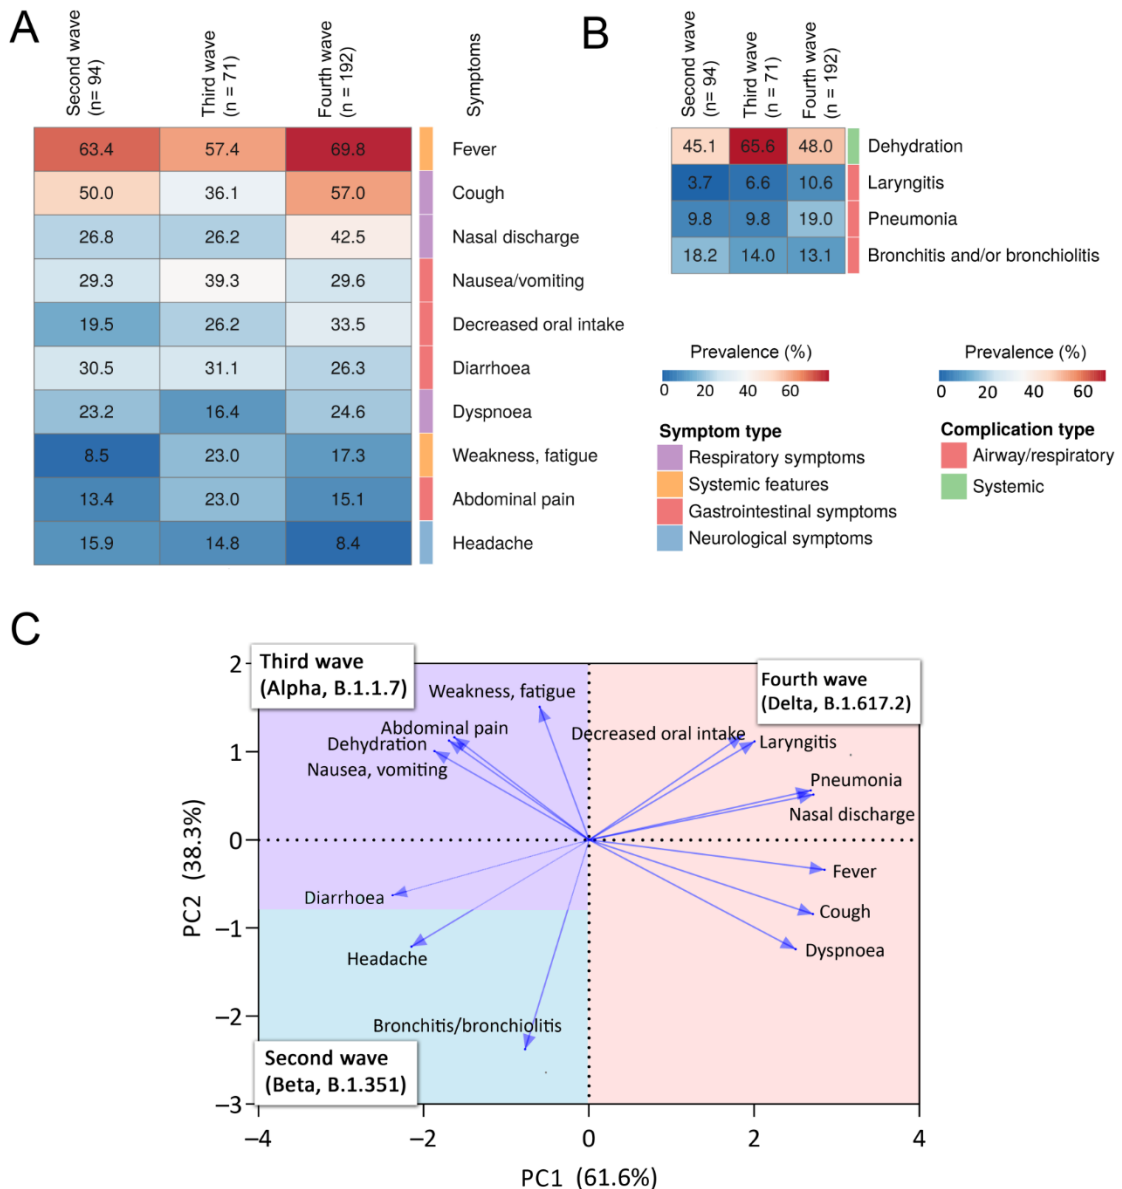 A
Second wave
(n= 94)
Third wave
(n = 71)
Fourth wave
(n = 192)
Symptoms
63.4 57.4 69.8 Fever
50.0 36.1 57.0 Cough
26.8 26.2 42.5 Nasal discharge
29.3 39.3 29.6 Nausea/vomiting
19.5 26.2 33.5 Decreased oral intake
30.5 31.1 26.3 Diarrhoea
23.2 16.4 24.6 Dyspnoea
8.5 23.0 17.3 Weakness, fatigue
13.4 23.0 15.1 Abdominal pain
15.9 14.8 8.4 Headache
B
Second wave
(n= 94)
Third wave
(n = 71)
Fourth wave
(n = 192)
45.1 65.6 48.0 Dehydration
3.7 6.6 10.6 Laryngitis
9.8 9.8 19.0 Pneumonia
18.2 14.0 13.1 Bronchitis and/or bronchiolitis
Prevalence (%)
0 20 40 60
Symptom type
Respiratory symptoms
Systemic features
Gastrointestinal symptoms
Neurological symptoms
Prevalence (%)
0 20 40 60
Complication type
Airway/respiratory
Systemic
C
Third wave
(Alpha, B.1.1.7)
Fourth wave
(Delta, B.1.617.2)
Weakness, fatigue
Abdominal pain
Dehydration
Nausea, vomiting
Decreased oral intake
Laryngitis
Pneumonia
Nasal discharge
Fever
Cough
Dyspnoea
Diarrhoea
Headache
Bronchitis/bronchiolitis
Second wave
(Beta, B.1.351)
2
1
0
−1
−2
−3
PC2 (38.3%)
−4 −2 0 2 4
PC1 (61.6%)